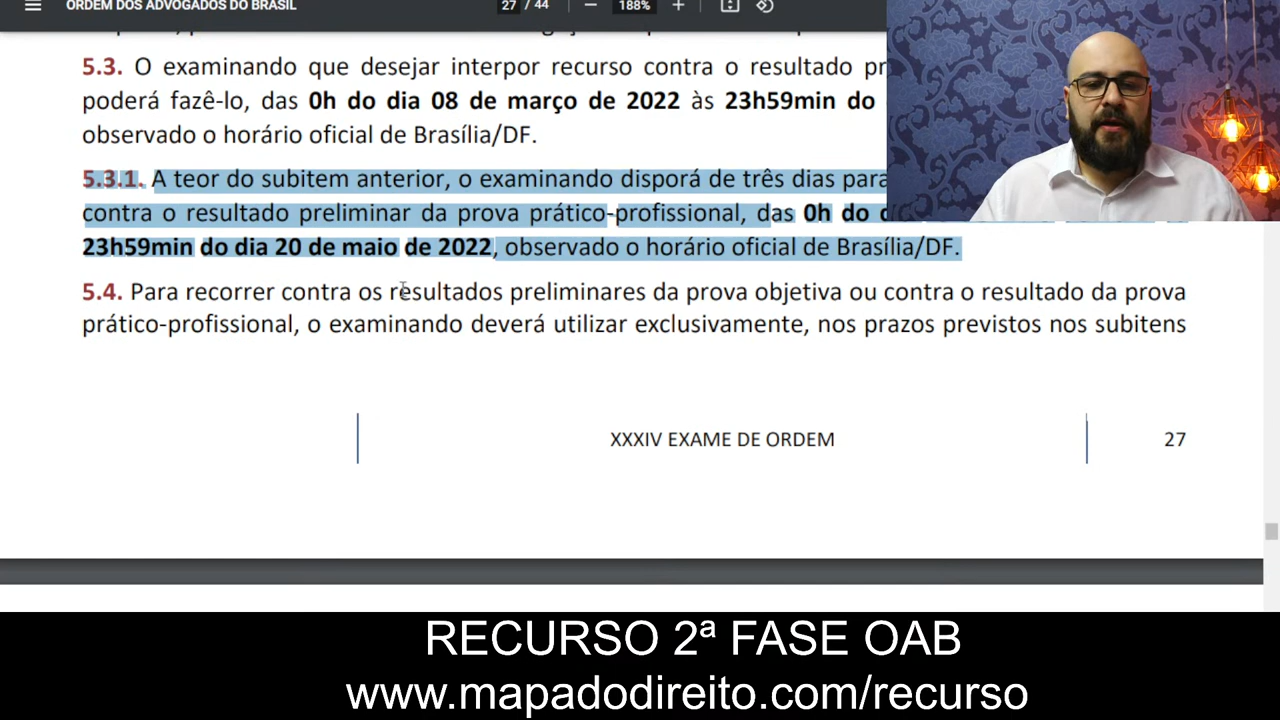 ORDEM DOS ADVOGADOS DO BRASIL
27 / 44
188%
5.3. O examinando que desejar interpor recurso contra o resultado
poderá fazê-lo, das 0h do dia 08 de março de 2022 às 23h59min do
observado o horário oficial de Brasília/DF.
5.3.1. A teor do subitem anterior, o examinando disporá de três dias para
contra o resultado preliminar da prova prático-profissional, das 0h do
23h59min do dia 20 de maio de 2022, observado o horário oficial de Brasília/DF.
5.4. Para recorrer contra os resultados preliminares da prova objetiva ou contra o resultado da prova
prático-profissional, o examinando deverá utilizar exclusivamente, nos prazos previstos nos subitens
XXXIV EXAME DE ORDEM
27
RECURSO 2ª FASE OAB
www.mapadodireito.com/recurso